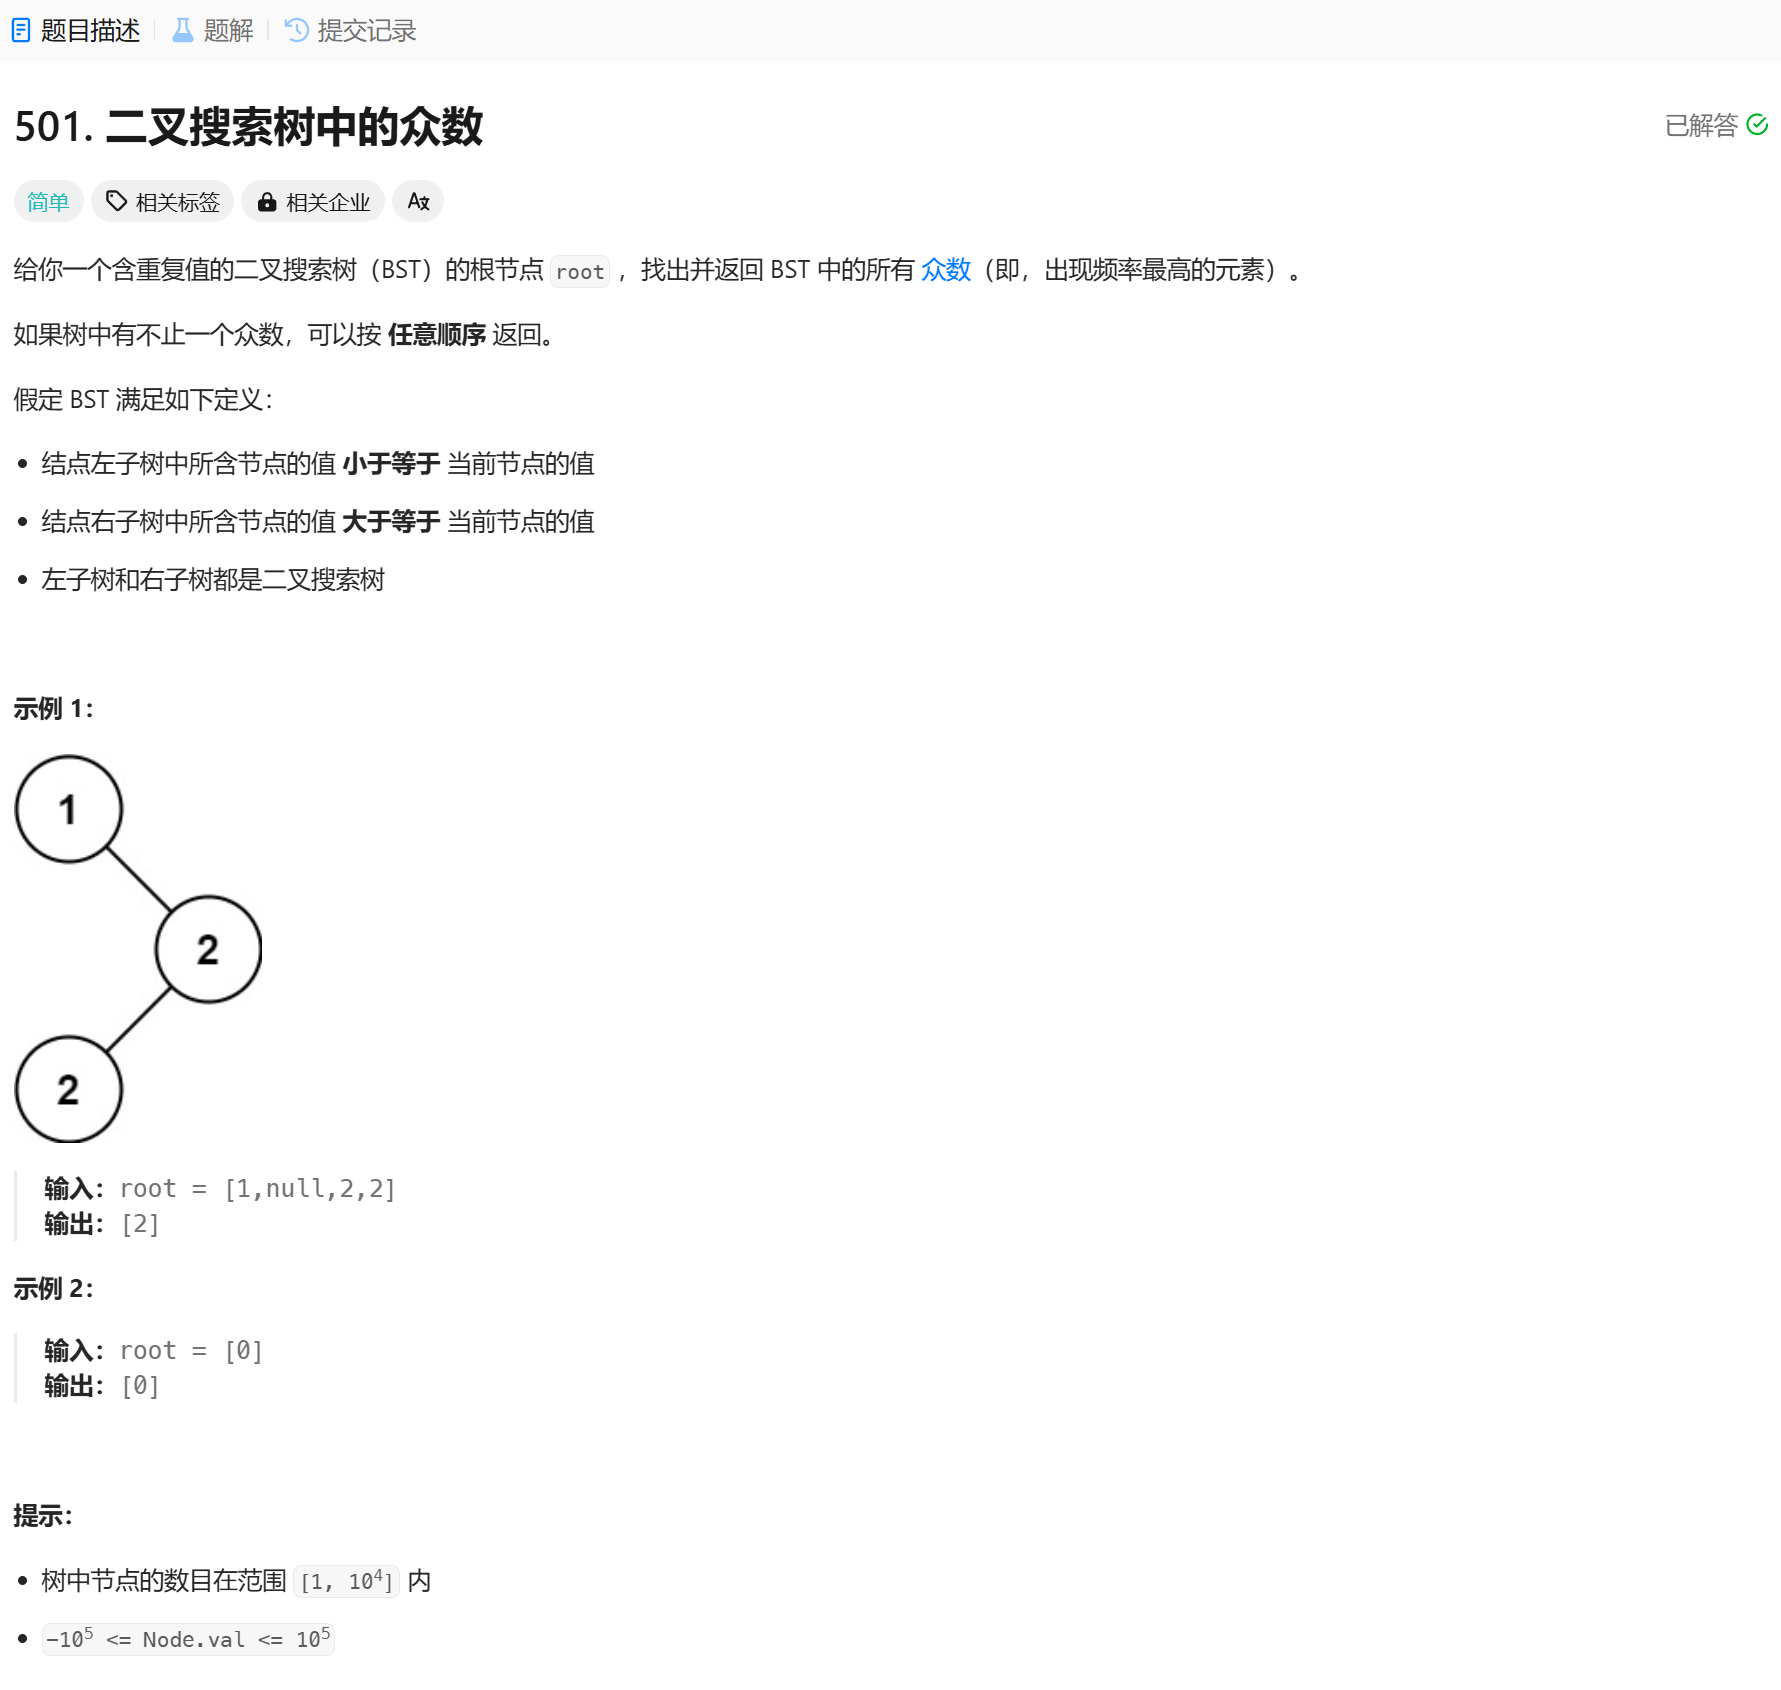 题目描述 题解 提交记录
501. 二叉搜索树中的众数
已解答
简单 相关标签 相关企业 A文
给你一个含重复值的二叉搜索树（BST）的根节点 root ，找出并返回 BST 中的所有 众数（即，出现频率最高的元素）。
如果树中有不止一个众数，可以按 任意顺序 返回。
假定 BST 满足如下定义：
结点左子树中所含节点的值 小于等于 当前节点的值
结点右子树中所含节点的值 大于等于 当前节点的值
左子树和右子树都是二叉搜索树
示例 1：
1
2
2
输入：root = [1,null,2,2]
输出：[2]
示例 2：
输入：root = [0]
输出：[0]
提示：
树中节点的数目在范围 [1, 10⁴] 内
-10⁵ <= Node.val <= 10⁵